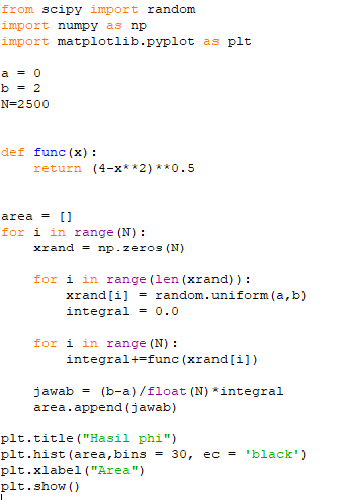 from scipy import random
import numpy as np
import matplotlib.pyplot as plt
a = 0
b = 2
N=2500
def func(x):
    return (4-x**2)**0.5
area = []
for i in range(N):
    xrand = np.zeros(N)
    for i in range(len(xrand)):
        xrand[i] = random.uniform(a,b)
        integral = 0.0
    for i in range(N):
        integral+=func(xrand[i])
    jawab = (b-a)/float(N)*integral
    area.append(jawab)
plt.title("Hasil phi")
plt.hist(area,bins = 30, ec = 'black')
plt.xlabel("Area")
plt.show()